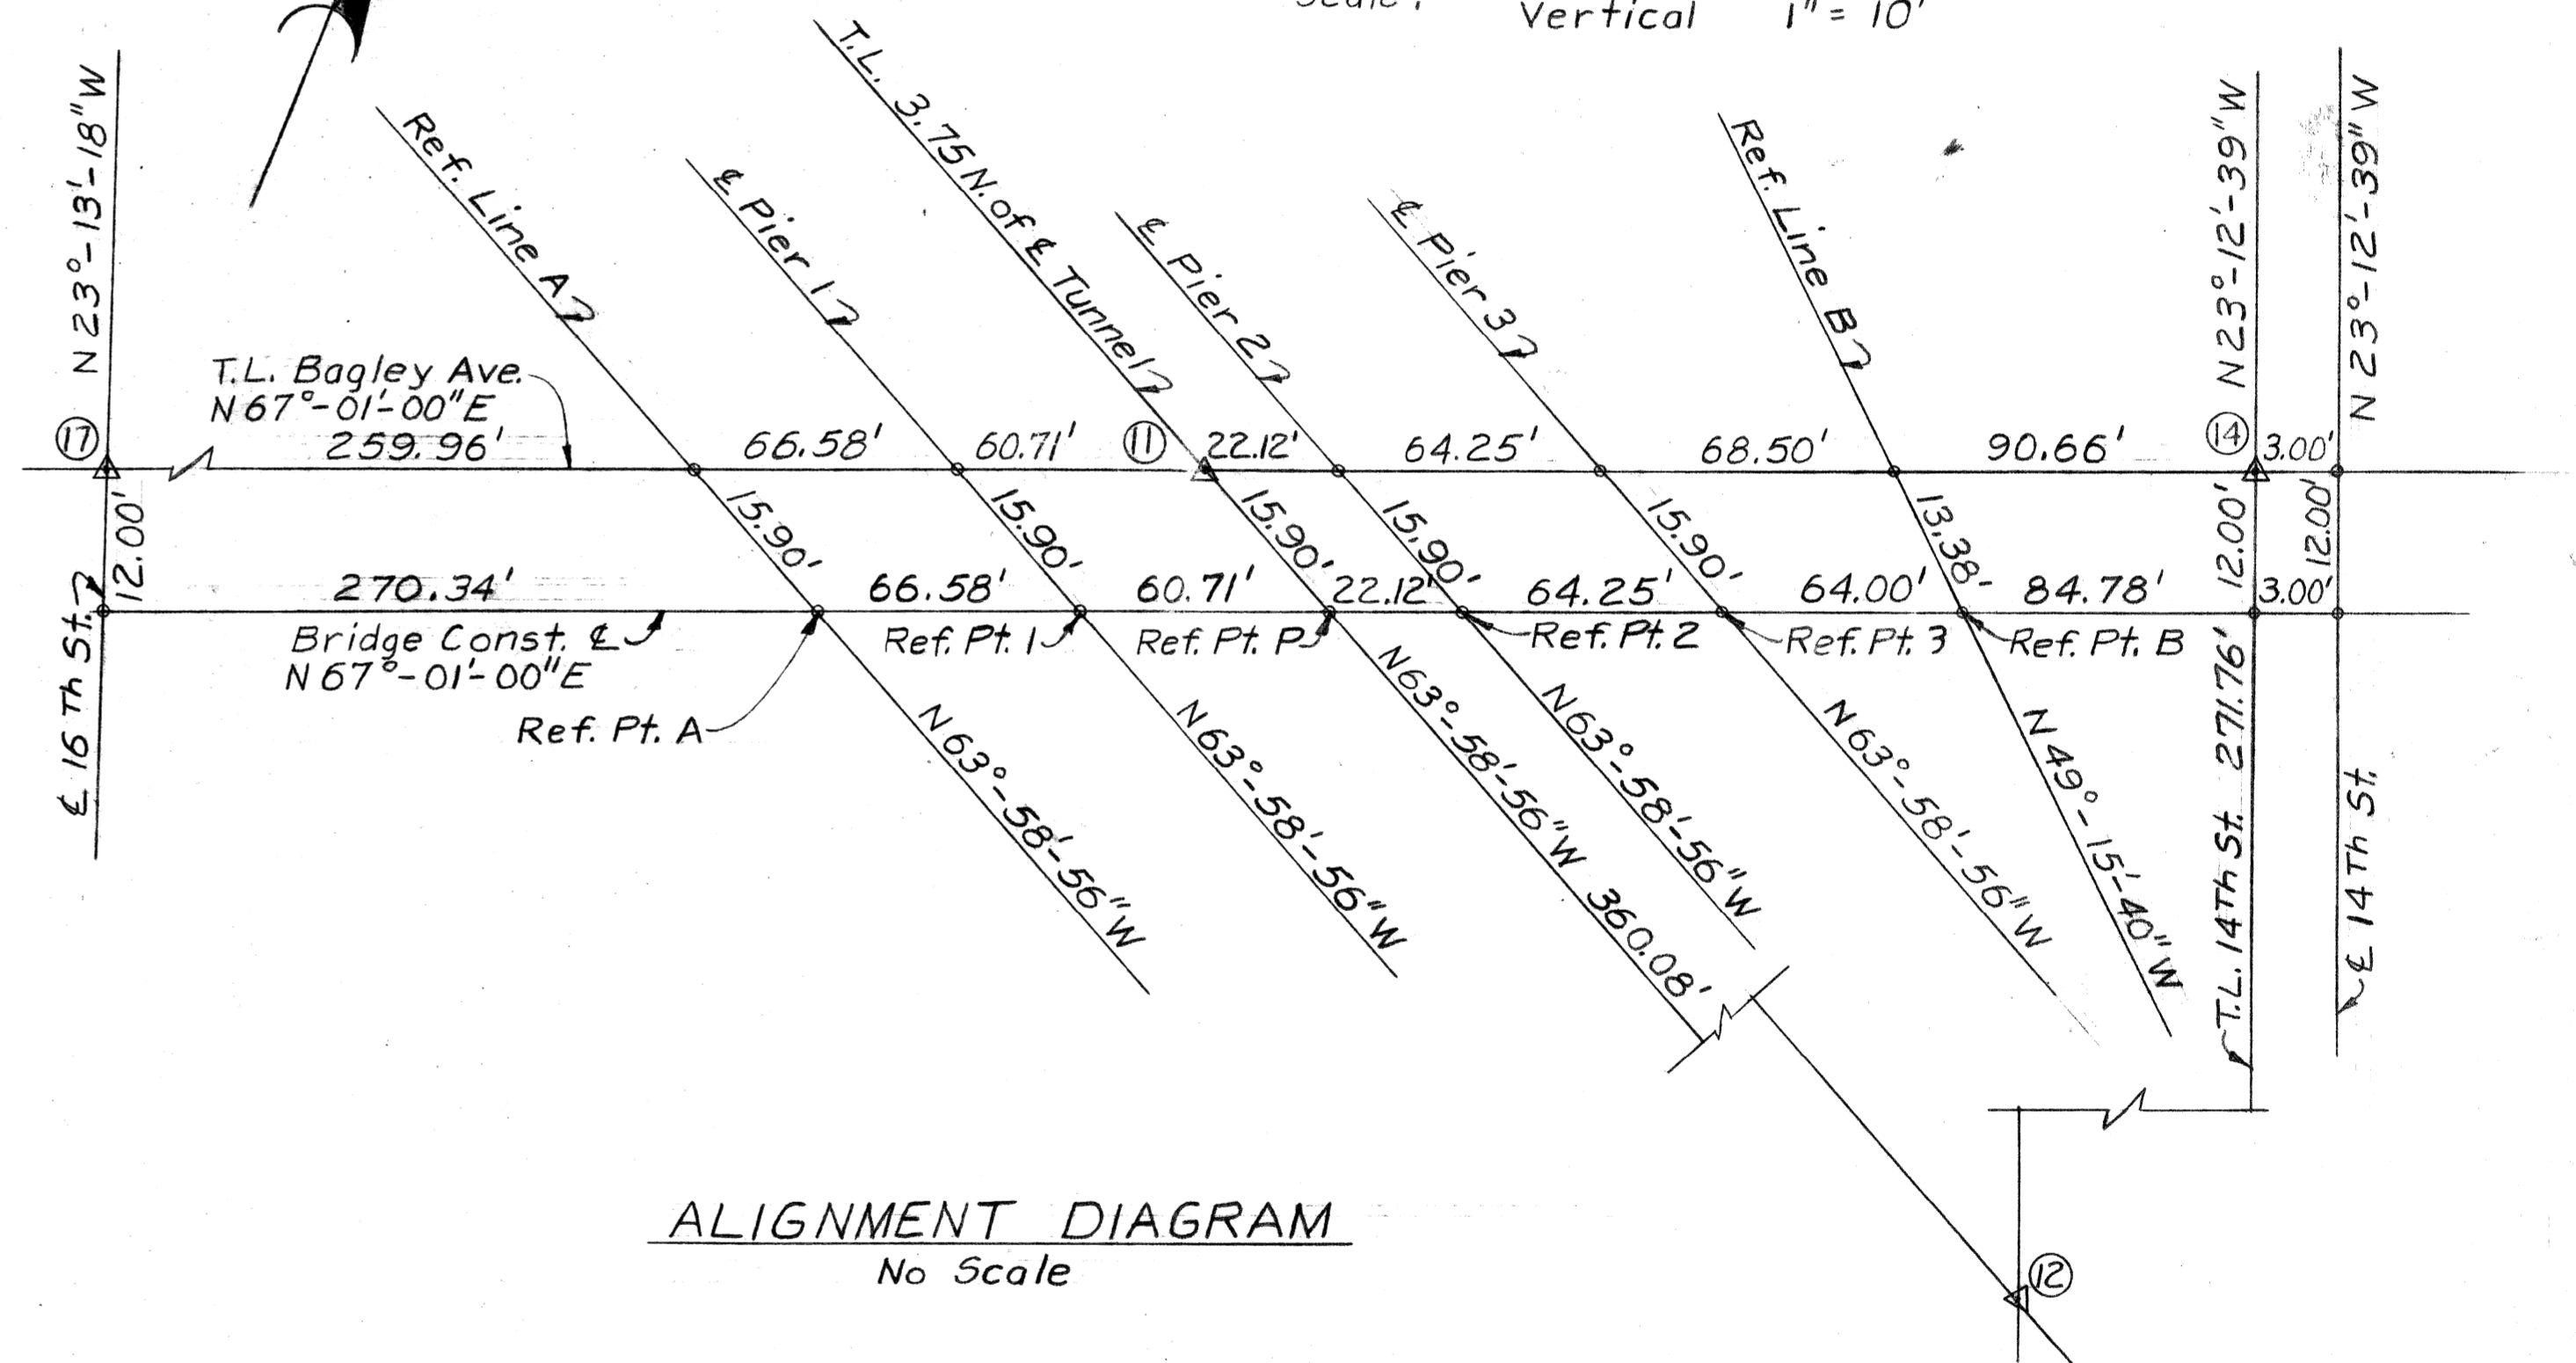 Vertical 1" = 10'
N 23°-13'-18" W
Ref. Line A
℄ Pier 1
T.L. 3.75 N. of ℄ Tunnel
℄ Pier 2
℄ Pier 3
Ref. Line B
N 23°-12'-39" W
N 23°-12'-39" W
T.L. Bagley Ave.
N 67°-01'-00" E
17
259.96'
66.58'
60.71'
11
22.12'
64.25'
68.50'
90.66'
14
3.00'
12.00'
15.90'
15.90'
15.90'
15.90'
15.90'
13.38
12.00'
12.00'
270.34'
66.58'
60.71'
22.12'
64.25'
64.00'
84.78'
3.00'
Bridge Const. ℄
N 67°-01'-00" E
Ref. Pt. 1
Ref. Pt. P
Ref. Pt. 2
Ref. Pt. 3
Ref. Pt. B
Ref. Pt. A
℄ 16 Th St.
N 63°-58'-56" W
N 63°-58'-56" W
N 63°-58'-56" W 360.08'
N 63°-58'-56" W
N 63°-58'-56" W
N 49°-15'-40" W
T.L. 14Th St. 271.76'
℄ 14Th St.
ALIGNMENT DIAGRAM
No Scale
12